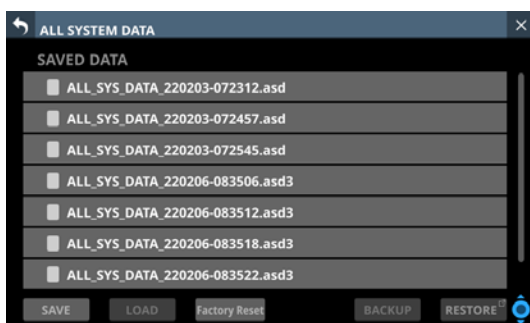 ALL SYSTEM DATA
SAVED DATA
ALL_SYS_DATA_220203-072312.asd
ALL_SYS_DATA_220203-072457.asd
ALL_SYS_DATA_220203-072545.asd
ALL_SYS_DATA_220206-083506.asd3
ALL_SYS_DATA_220206-083512.asd3
ALL_SYS_DATA_220206-083518.asd3
ALL_SYS_DATA_220206-083522.asd3
SAVE LOAD Factory Reset BACKUP RESTORE